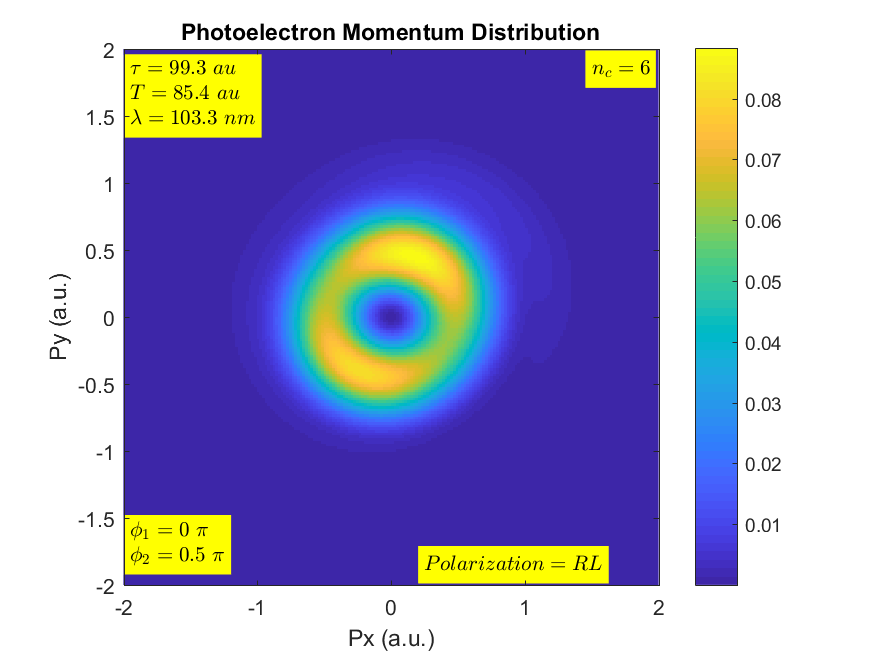 Photoelectron Momentum Distribution
τ = 99.3 au
T = 85.4 au
λ = 103.3 nm
n_c = 6
ϕ_1 = 0 π
ϕ_2 = 0.5 π
Polarization = RL
Py (a.u.)
2
1.5
1
0.5
0
-0.5
-1
-1.5
-2
-2
-1
0
1
2
Px (a.u.)
0.08
0.07
0.06
0.05
0.04
0.03
0.02
0.01